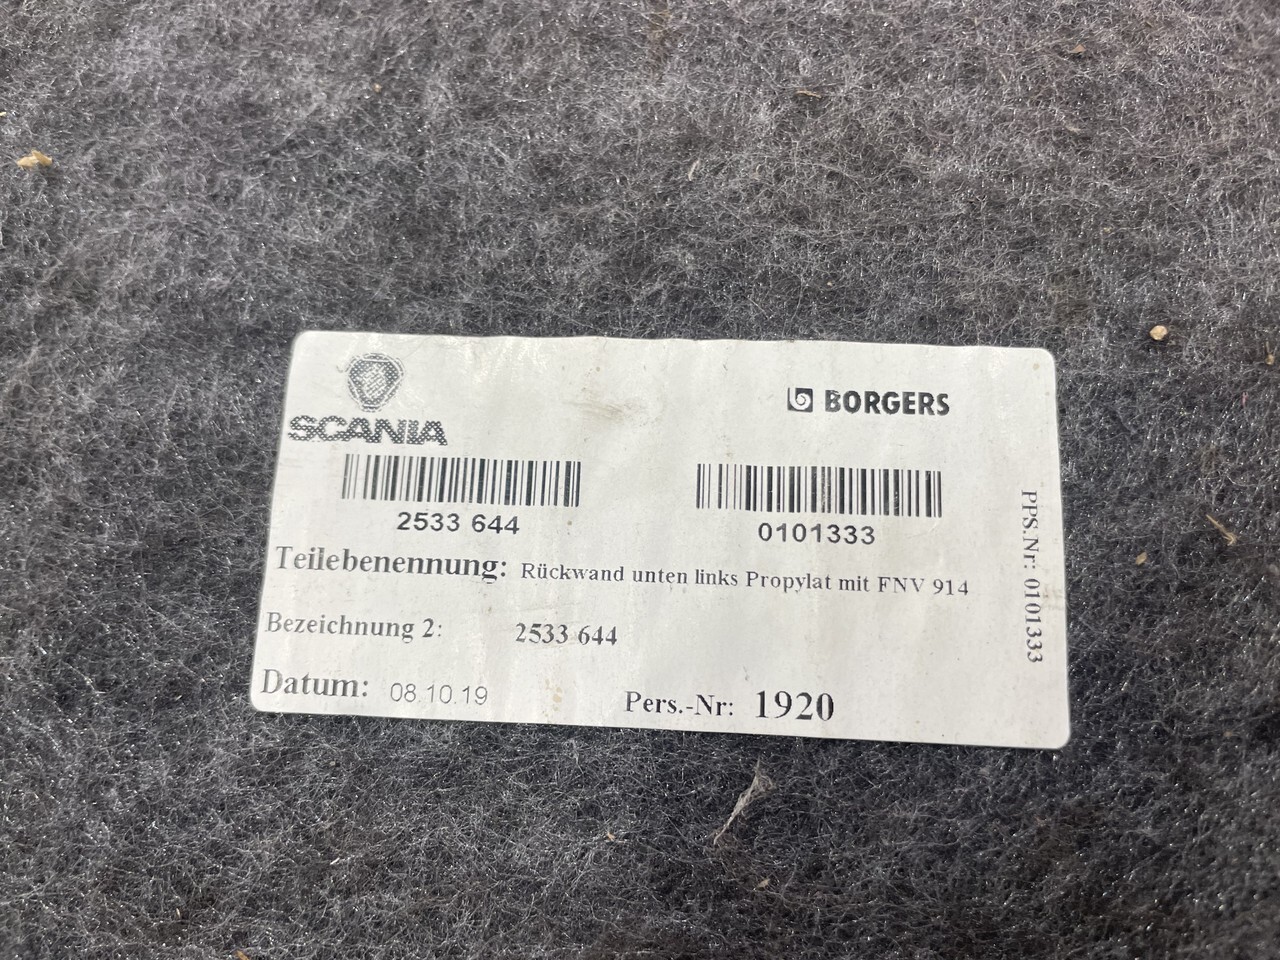 SCANIA
BORGERS
2533 644
0101333
Teilebenennung: Rückwand unten links Propylat mit FNV 914
Bezeichnung 2: 2533 644
Datum: 08.10.19
Pers.-Nr: 1920
PPS.Nr: 0101333